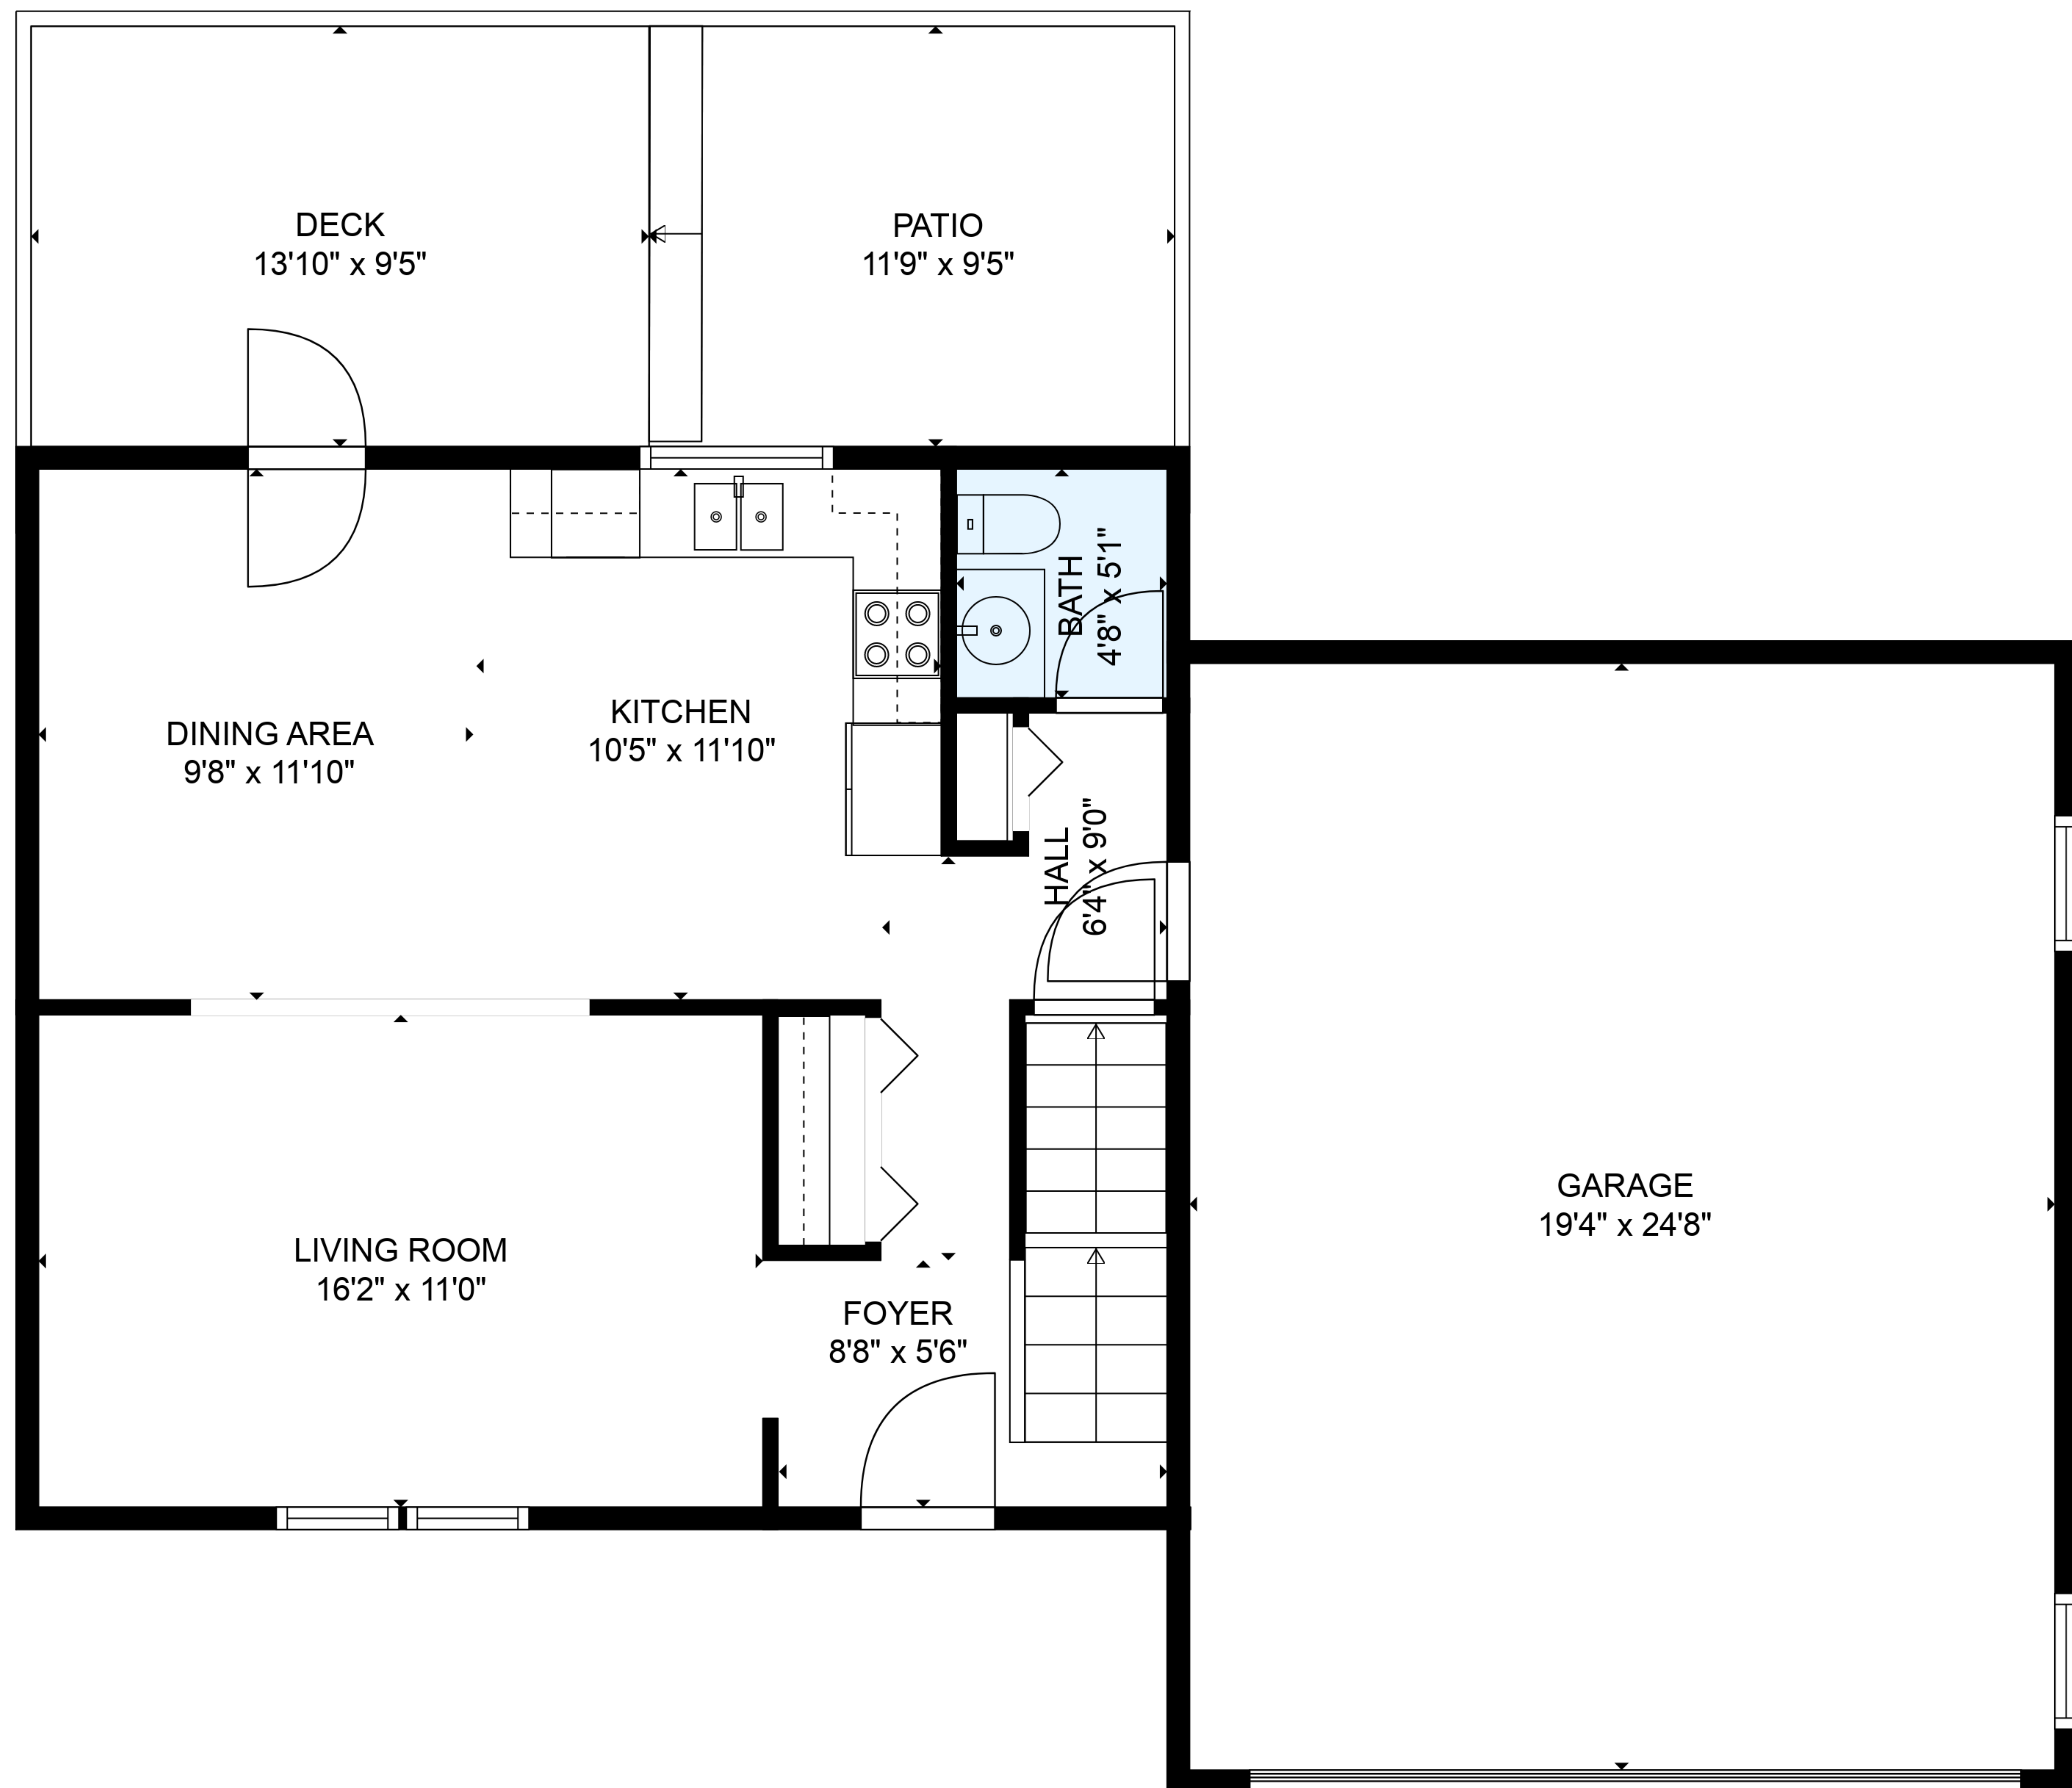 DECK
13'10" x 9'5"
PATIO
11'9" x 9'5"
BATH
4'8" x 5'1"
DINING AREA
9'8" x 11'10"
KITCHEN
10'5" x 11'10"
HALL
6'4" x 9'0"
GARAGE
19'4" x 24'8"
LIVING ROOM
16'2" x 11'0"
FOYER
8'8" x 5'6"